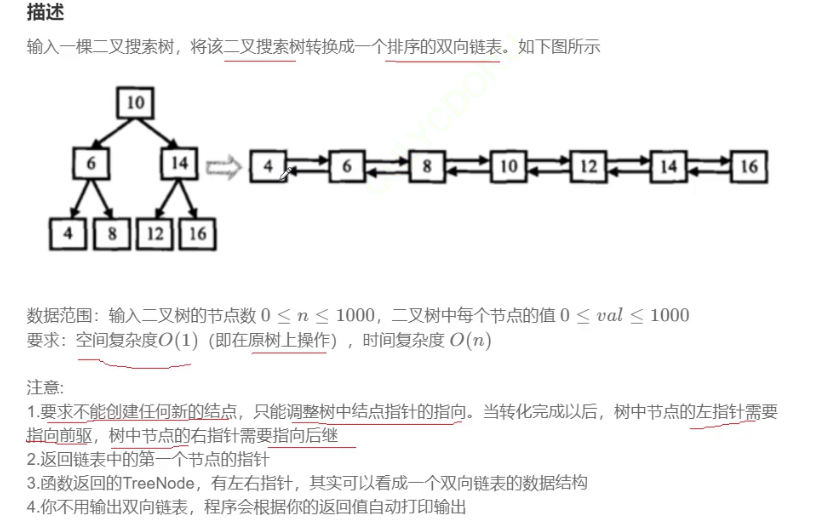 描述
输入一棵二叉搜索树，将该二叉搜索树转换成一个排序的双向链表。如下图所示
10
6 14 4 6 8 10 12 14 16
4 8 12 16
数据范围：输入二叉树的节点数 0 ≤ n ≤ 1000，二叉树中每个节点的值 0 ≤ val ≤ 1000
要求：空间复杂度O(1)（即在原树上操作），时间复杂度 O(n)
注意:
1.要求不能创建任何新的结点，只能调整树中结点指针的指向。当转化完成以后，树中节点的左指针需要
指向前驱，树中节点的右指针需要指向后继
2.返回链表中的第一个节点的指针
3.函数返回的TreeNode，有左右指针，其实可以看成一个双向链表的数据结构
4.你不用输出双向链表，程序会根据你的返回值自动打印输出